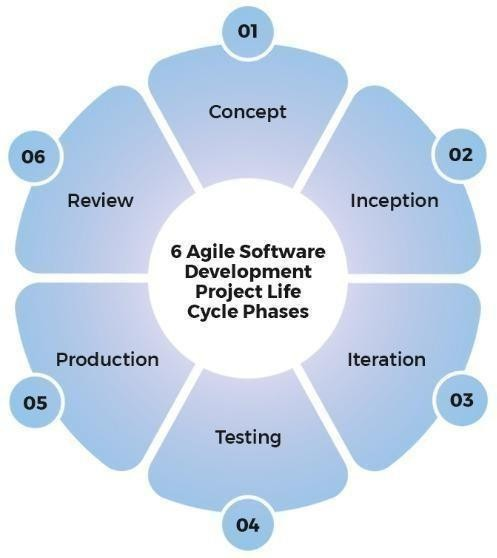 01
Concept
02
Inception
03
Iteration
04
Testing
05
Production
06
Review
6 Agile Software
Development
Project Life
Cycle Phases